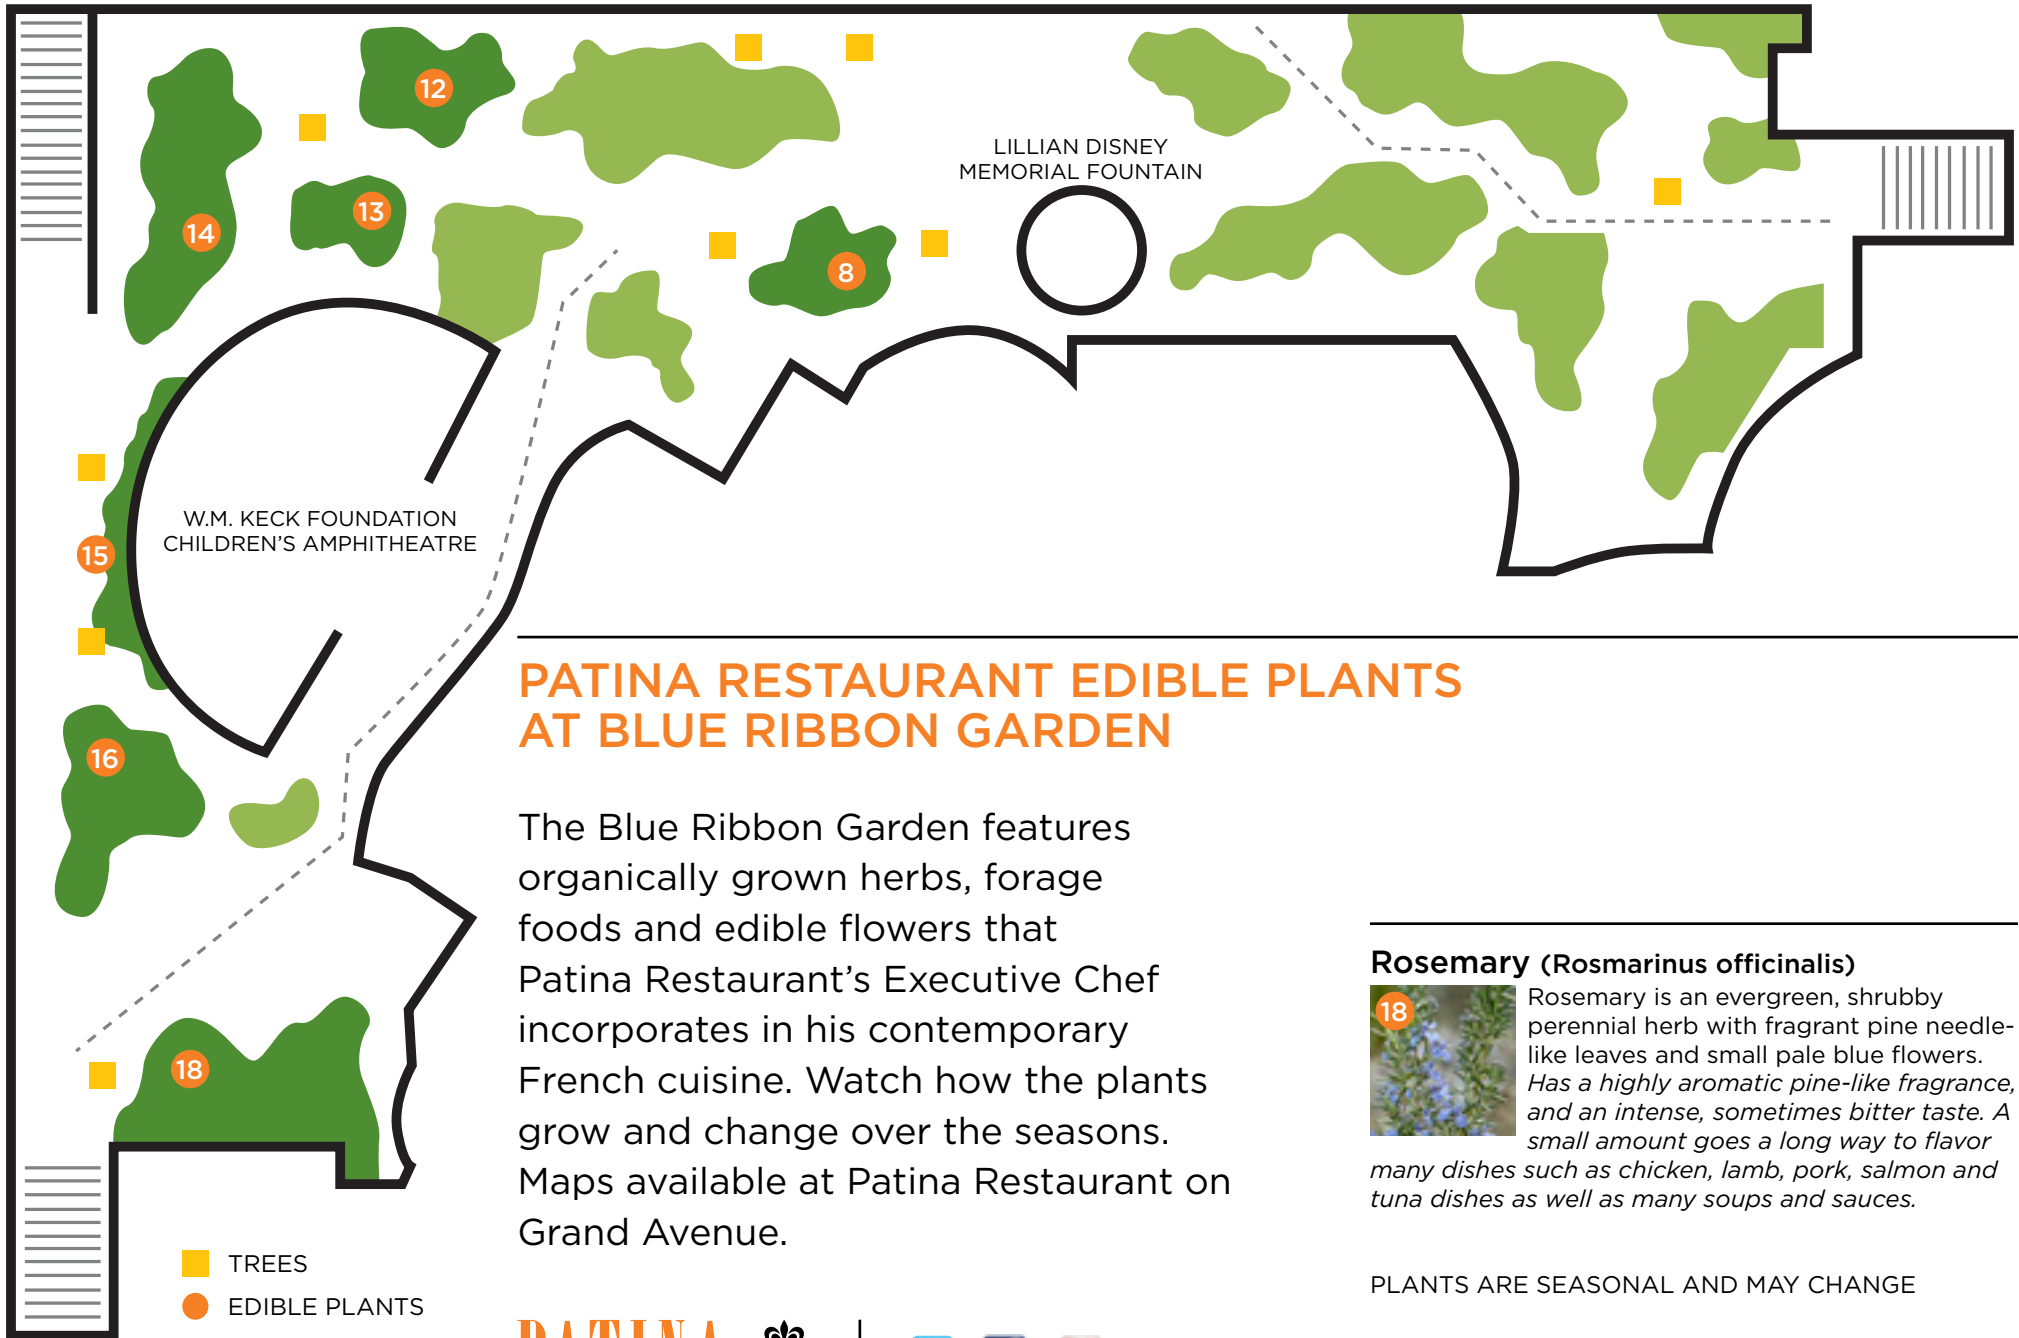 12
LILLIAN DISNEY
MEMORIAL FOUNTAIN
13
14
8
W.M. KECK FOUNDATION
CHILDREN’S AMPHITHEATRE
15
16
18
PATINA RESTAURANT EDIBLE PLANTS
AT BLUE RIBBON GARDEN
The Blue Ribbon Garden features
organically grown herbs, forage
foods and edible flowers that
Patina Restaurant’s Executive Chef
incorporates in his contemporary
French cuisine. Watch how the plants
grow and change over the seasons.
Maps available at Patina Restaurant on
Grand Avenue.
Rosemary (Rosmarinus officinalis)
18
Rosemary is an evergreen, shrubby
perennial herb with fragrant pine needle-
like leaves and small pale blue flowers.
Has a highly aromatic pine-like fragrance,
and an intense, sometimes bitter taste. A
small amount goes a long way to flavor
many dishes such as chicken, lamb, pork, salmon and
tuna dishes as well as many soups and sauces.
PLANTS ARE SEASONAL AND MAY CHANGE
TREES
EDIBLE PLANTS
PATINA